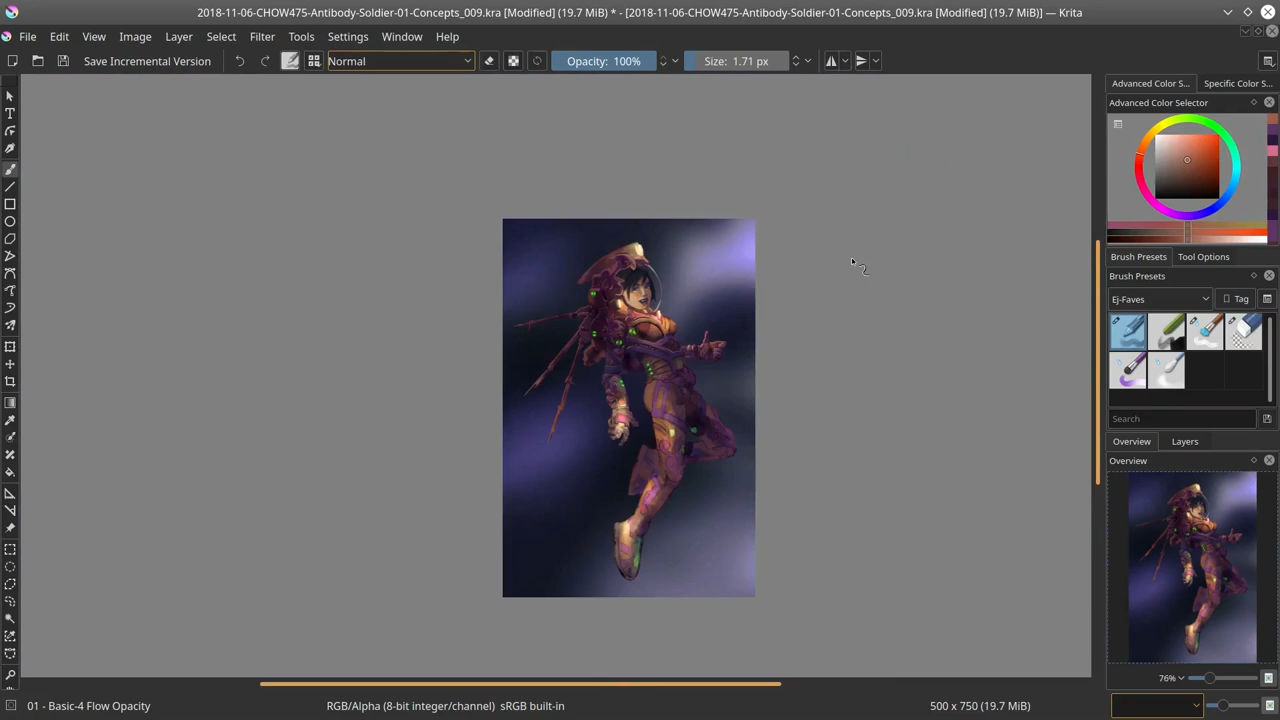 2018-11-06-CHOW475-Antibody-Soldier-01-Concepts_009.kra [Modified] (19.7 MiB) * - [2018-11-06-CHOW475-Antibody-Soldier-01-Concepts_009.kra [Modified] (19.7 MiB)] — Krita
File Edit View Image Layer Select Filter Tools Settings Window Help
Save Incremental Version Normal Opacity: 100% Size: 1.71 px
Advanced Color S... Specific Color S...
Advanced Color Selector
Brush Presets Tool Options
Brush Presets
Ej-Faves Tag
Search
Overview Layers
Overview
76%
01 - Basic-4 Flow Opacity RGB/Alpha (8-bit integer/channel) sRGB built-in 500 x 750 (19.7 MiB)